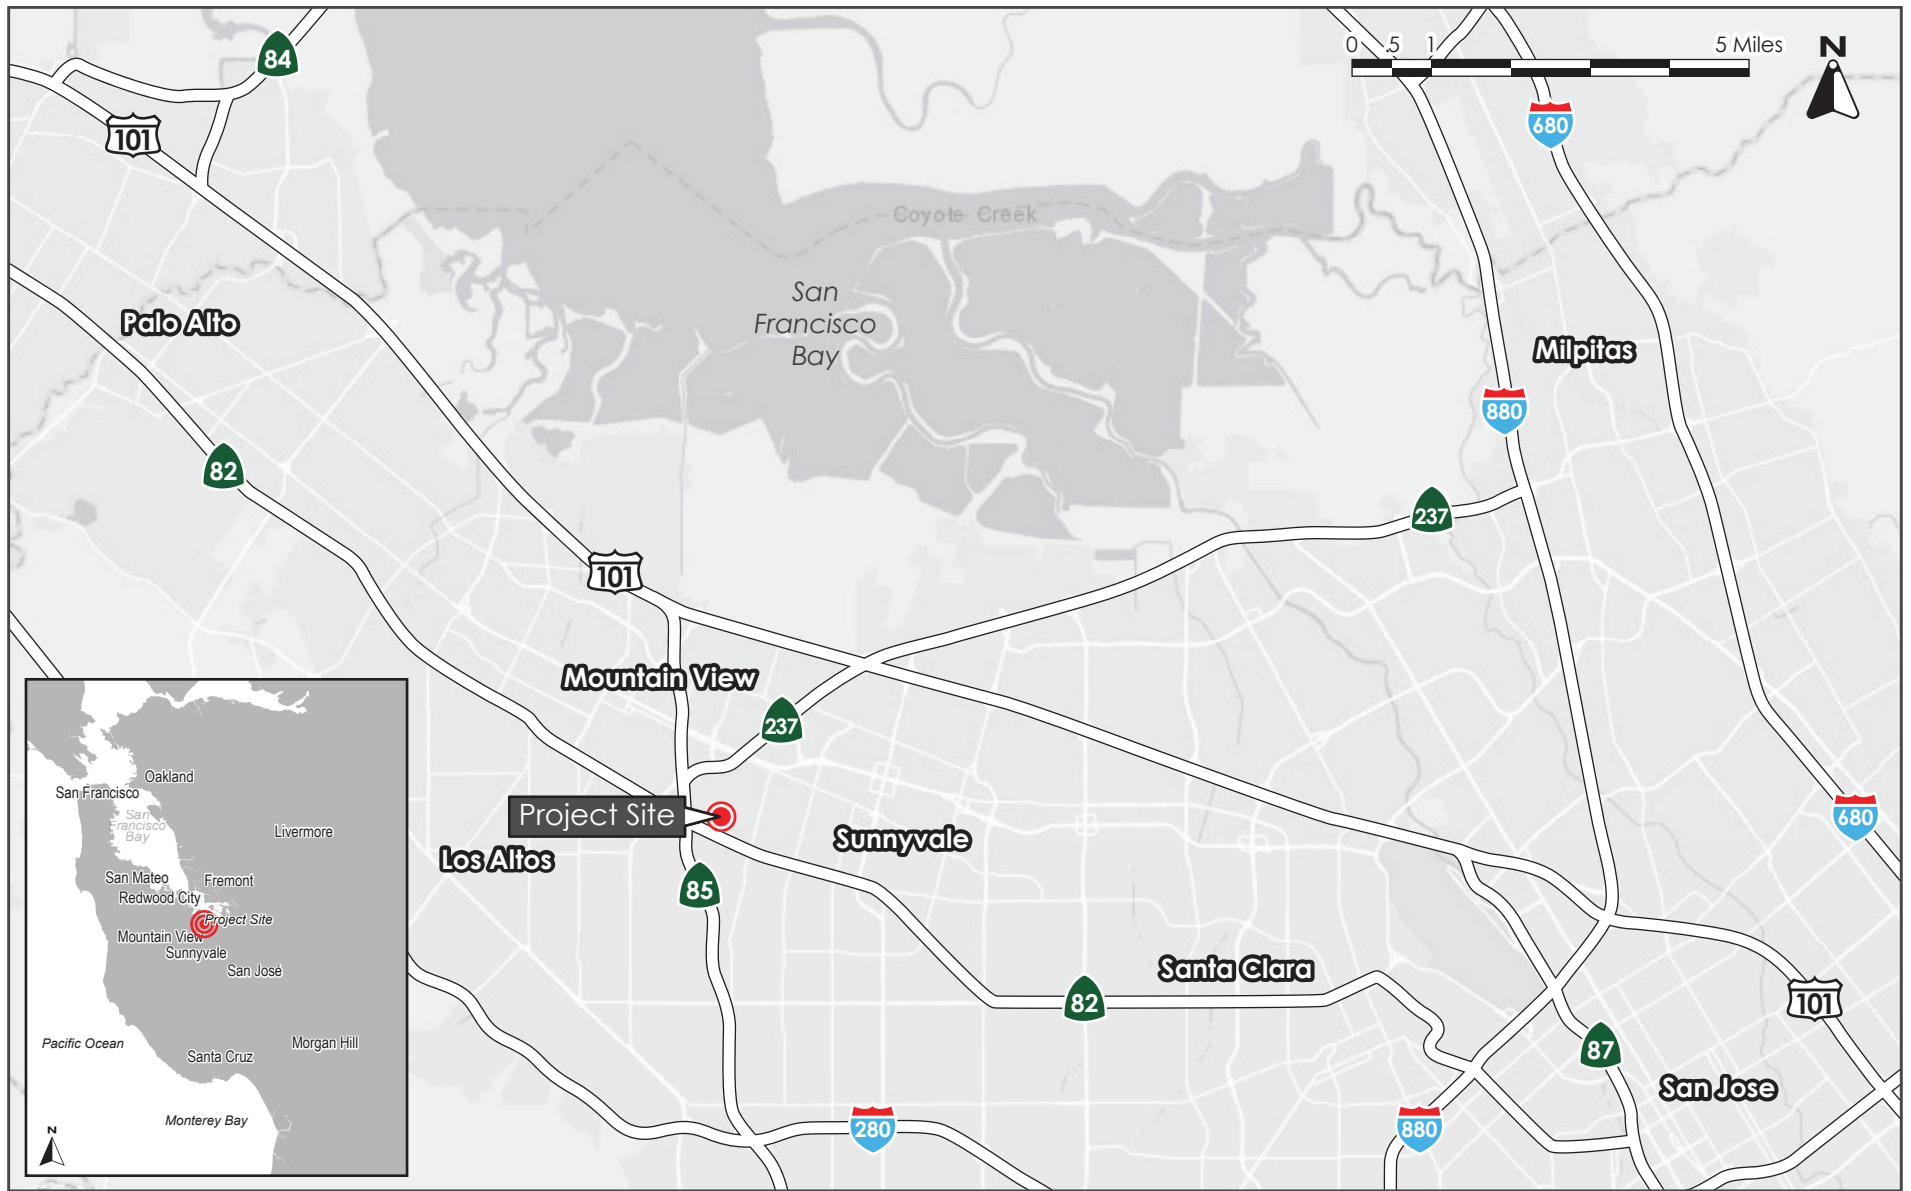 84
0 .5 1 5 Miles
N
101
680
Coyote Creek
San
Francisco
Bay
Palo Alto
Milpitas
880
82
237
101
Mountain View
237
Project Site
Sunnyvale
680
Los Altos
85
Santa Clara
82
101
87
San Jose
280
880
Oakland
San Francisco
San
Francisco
Bay
Livermore
San Mateo
Fremont
Redwood City
Project Site
Mountain View
Sunnyvale
San José
Pacific Ocean
Morgan Hill
Santa Cruz
Monterey Bay
N